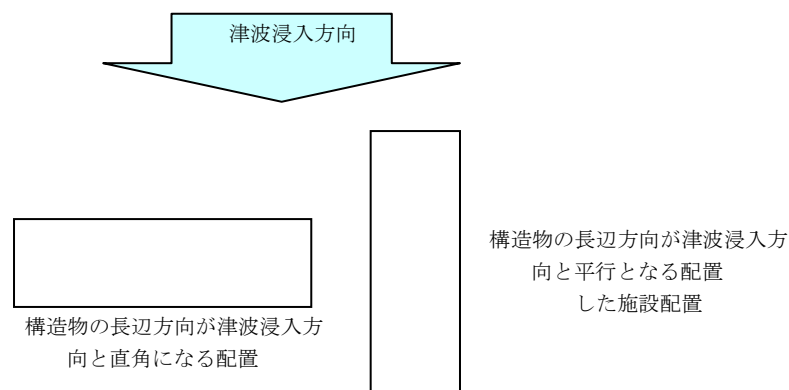 津波浸入方向
構造物の長辺方向が津波浸入方
向と平行となる配置
した施設配置
構造物の長辺方向が津波浸入方
向と直角になる配置